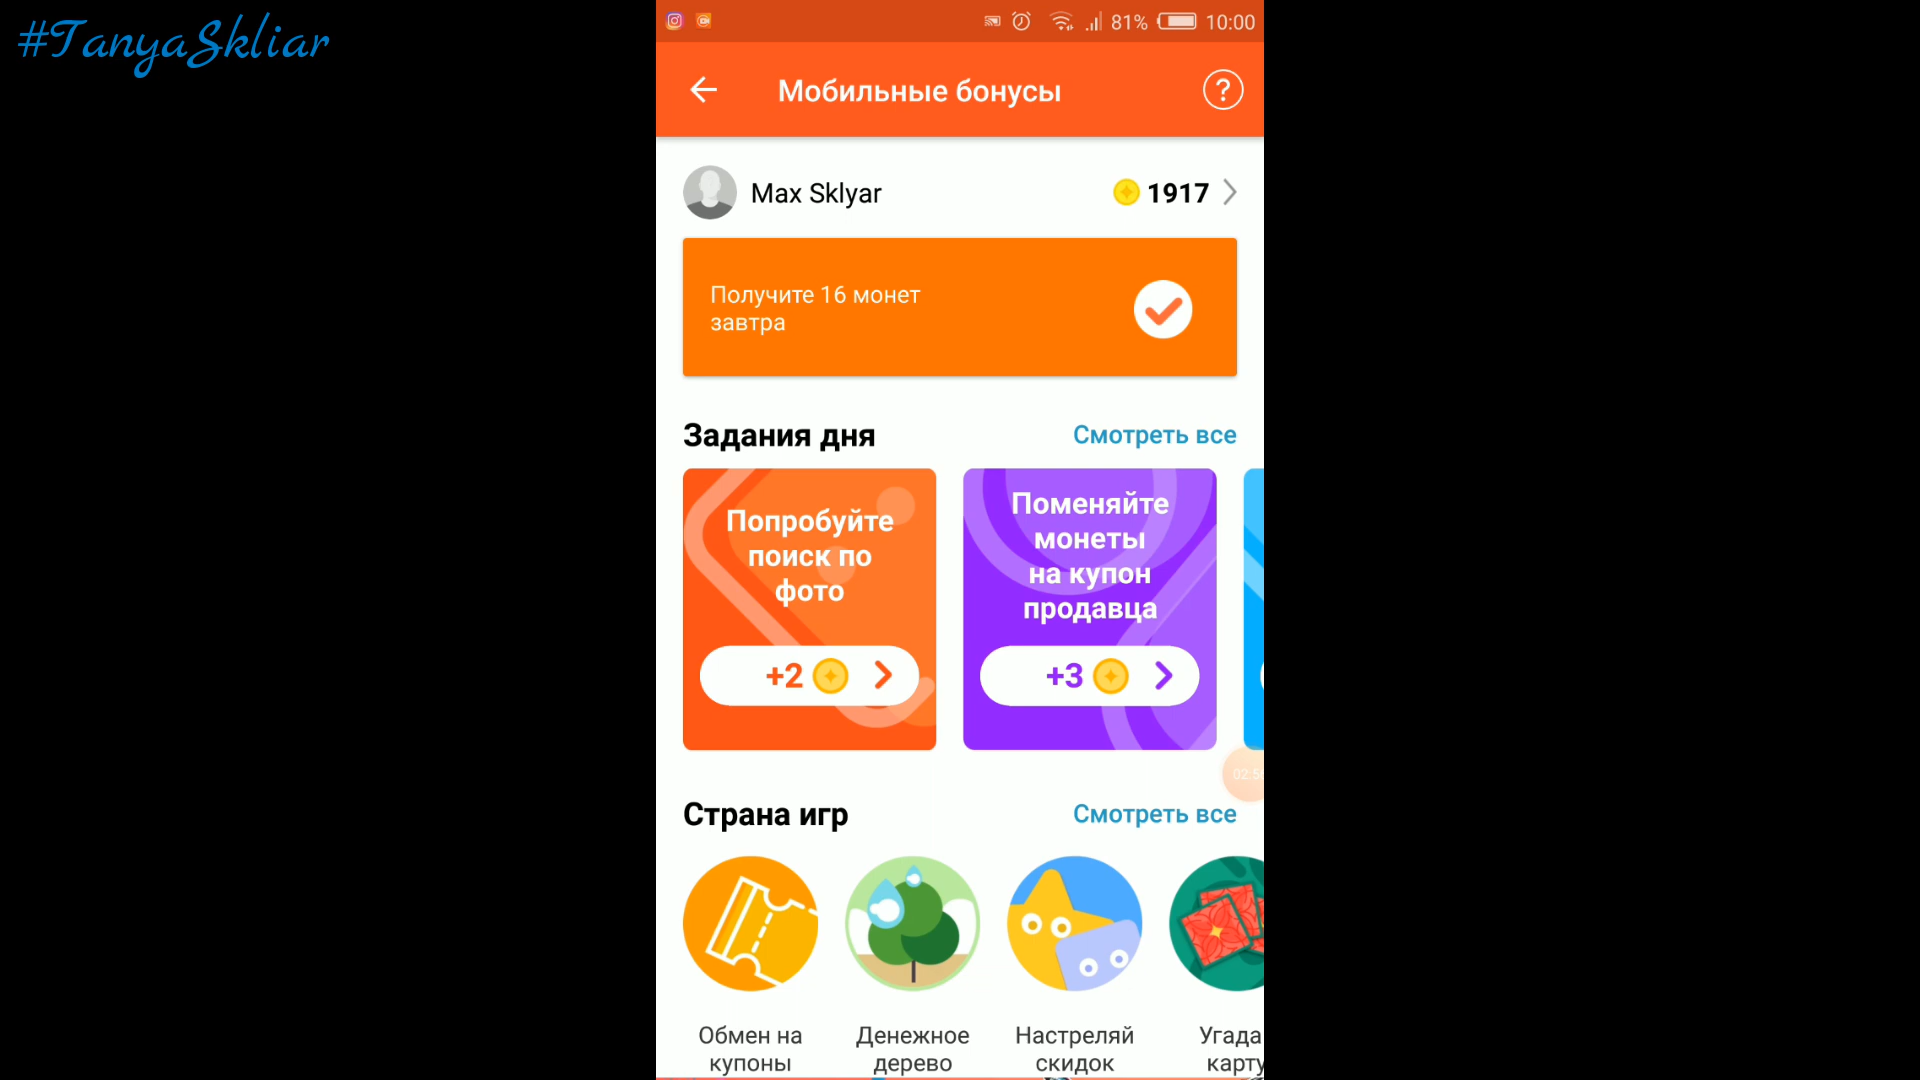 #TanyaSkliar
81% 10:00
Мобильные бонусы
?
Max Sklyar 1917
Получите 16 монет
завтра
Задания дня Смотреть все
Попробуйте
поиск по
фото
+2
Поменяйте
монеты
на купон
продавца
+3
Страна игр Смотреть все
Обмен на
купоны
Денежное
дерево
Настреляй
скидок
Угада
карту